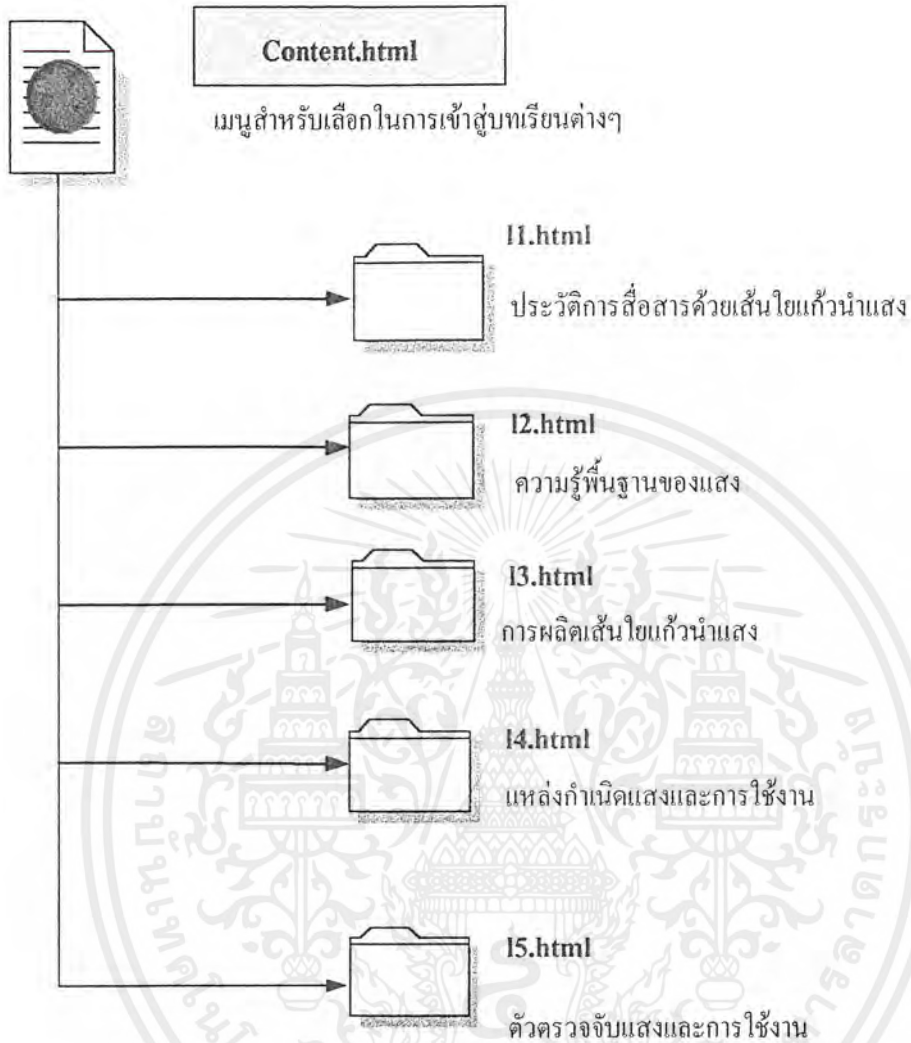 Content.html
เมนูสำหรับเลือกในการเข้าสู่บทเรียนต่างๆ
l1.html
ประวัติการสื่อสารด้วยเส้นใยแก้วนำแสง
l2.html
ความรู้พื้นฐานของแสง
l3.html
การผลิตเส้นใยแก้วนำแสง
l4.html
แหล่งกำเนิดแสงและการใช้งาน
l5.html
ตัวตรวจจับแสงและการใช้งาน